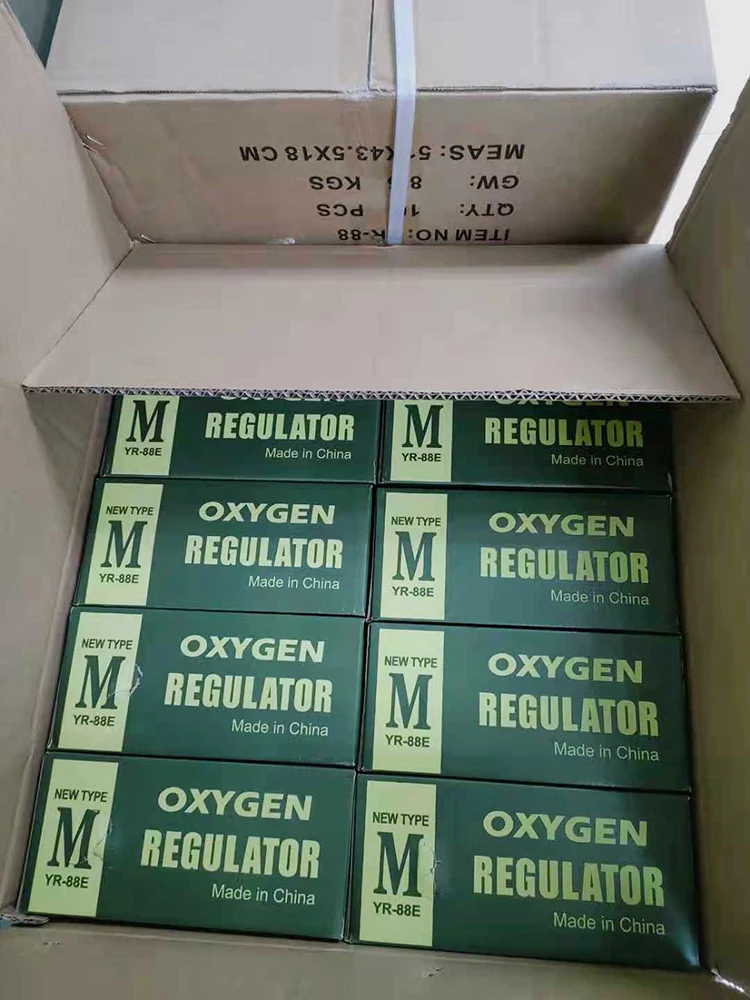 ITEM NO: R-88
QTY: PCS
GW: KGS
MEAS: CM
M
YR-88E
REGULATOR
Made in China
M
YR-88E
REGULATOR
Made in China
NEW TYPE
M
YR-88E
OXYGEN
REGULATOR
Made in China
NEW TYPE
M
YR-88E
OXYGEN
REGULATOR
Made in China
NEW TYPE
M
YR-88E
OXYGEN
REGULATOR
Made in China
NEW TYPE
M
YR-88E
OXYGEN
REGULATOR
Made in China
NEW TYPE
M
YR-88E
OXYGEN
REGULATOR
Made in China
NEW TYPE
M
YR-88E
OXYGEN
REGULATOR
Made in China